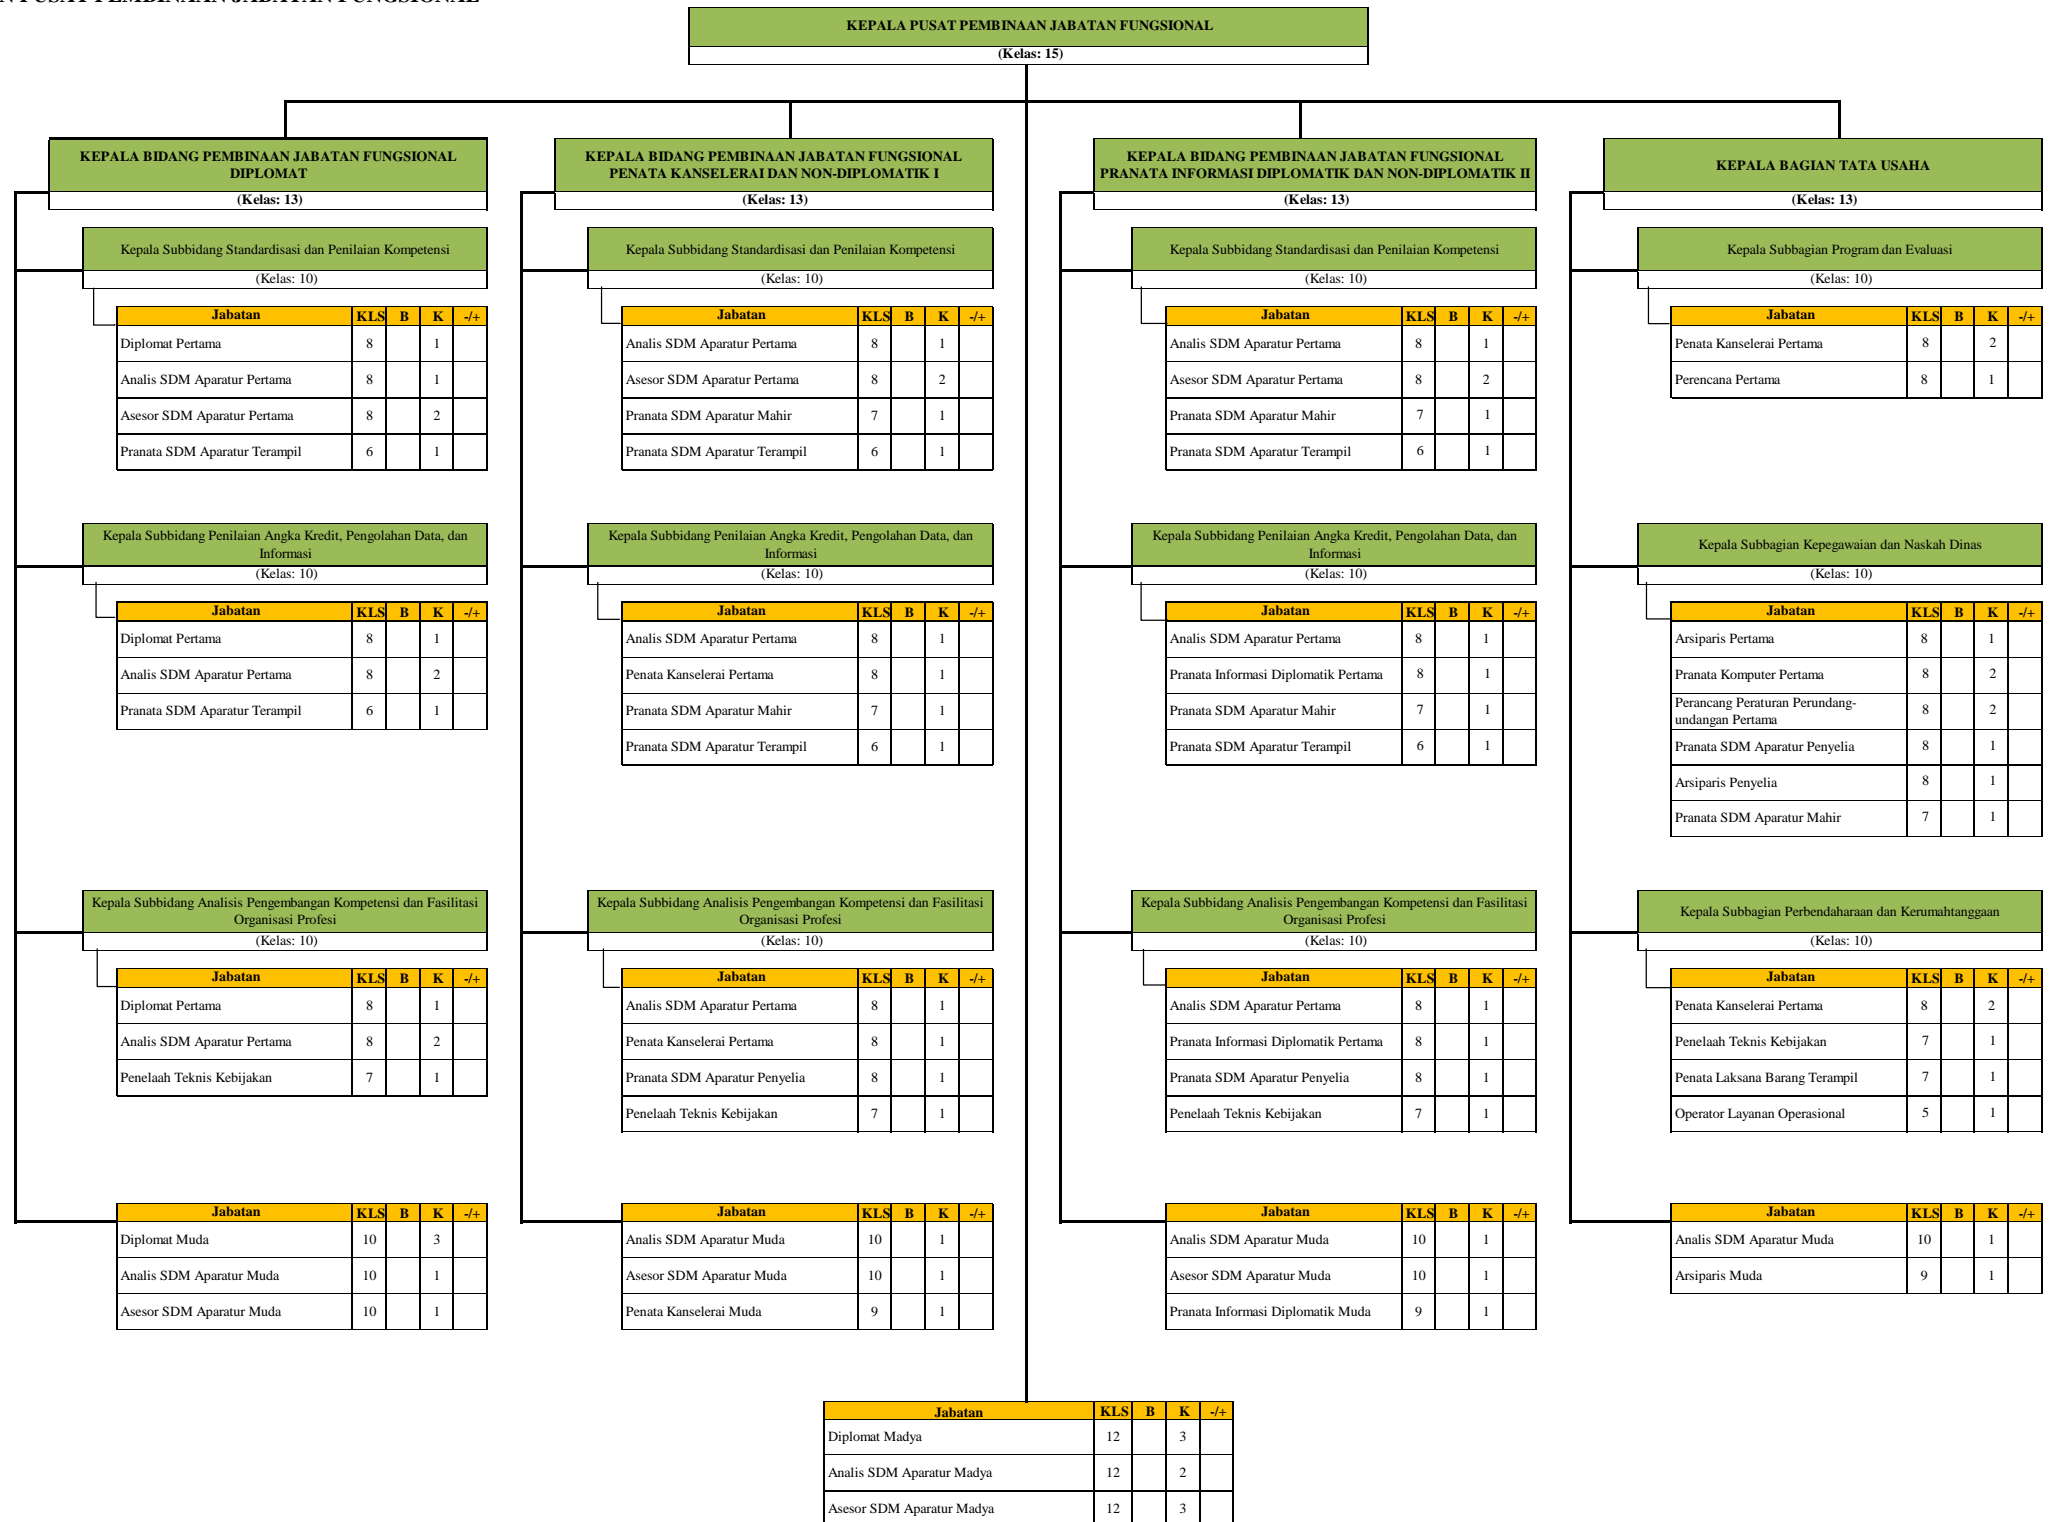 PUSAT PEMBINAAN JABATAN FUNGSIONAL
KEPALA PUSAT PEMBINAAN JABATAN FUNGSIONAL
(Kelas: 15)
KEPALA BIDANG PEMBINAAN JABATAN FUNGSIONAL
DIPLOMAT
(Kelas: 13)
Kepala Subbidang Standardisasi dan Penilaian Kompetensi
(Kelas: 10)
Jabatan KLS B K -/+
Diplomat Pertama 8 1
Analis SDM Aparatur Pertama 8 1
Asesor SDM Aparatur Pertama 8 2
Pranata SDM Aparatur Terampil 6 1
Kepala Subbidang Penilaian Angka Kredit, Pengolahan Data, dan
Informasi
(Kelas: 10)
Jabatan KLS B K -/+
Diplomat Pertama 8 1
Analis SDM Aparatur Pertama 8 2
Pranata SDM Aparatur Terampil 6 1
Kepala Subbidang Analisis Pengembangan Kompetensi dan Fasilitasi
Organisasi Profesi
(Kelas: 10)
Jabatan KLS B K -/+
Diplomat Pertama 8 1
Analis SDM Aparatur Pertama 8 2
Penelaah Teknis Kebijakan 7 1
Jabatan KLS B K -/+
Diplomat Muda 10 3
Analis SDM Aparatur Muda 10 1
Asesor SDM Aparatur Muda 10 1
KEPALA BIDANG PEMBINAAN JABATAN FUNGSIONAL
PENATA KANSELERAI DAN NON-DIPLOMATIK I
(Kelas: 13)
Kepala Subbidang Standardisasi dan Penilaian Kompetensi
(Kelas: 10)
Jabatan KLS B K -/+
Analis SDM Aparatur Pertama 8 1
Asesor SDM Aparatur Pertama 8 2
Pranata SDM Aparatur Mahir 7 1
Pranata SDM Aparatur Terampil 6 1
Kepala Subbidang Penilaian Angka Kredit, Pengolahan Data, dan
Informasi
(Kelas: 10)
Jabatan KLS B K -/+
Analis SDM Aparatur Pertama 8 1
Penata Kanselerai Pertama 8 1
Pranata SDM Aparatur Mahir 7 1
Pranata SDM Aparatur Terampil 6 1
Kepala Subbidang Analisis Pengembangan Kompetensi dan Fasilitasi
Organisasi Profesi
(Kelas: 10)
Jabatan KLS B K -/+
Analis SDM Aparatur Pertama 8 1
Penata Kanselerai Pertama 8 1
Pranata SDM Aparatur Penyelia 8 1
Penelaah Teknis Kebijakan 7 1
Jabatan KLS B K -/+
Analis SDM Aparatur Muda 10 1
Asesor SDM Aparatur Muda 10 1
Penata Kanselerai Muda 9 1
KEPALA BIDANG PEMBINAAN JABATAN FUNGSIONAL
PRANATA INFORMASI DIPLOMATIK DAN NON-DIPLOMATIK II
(Kelas: 13)
Kepala Subbidang Standardisasi dan Penilaian Kompetensi
(Kelas: 10)
Jabatan KLS B K -/+
Analis SDM Aparatur Pertama 8 1
Asesor SDM Aparatur Pertama 8 2
Pranata SDM Aparatur Mahir 7 1
Pranata SDM Aparatur Terampil 6 1
Kepala Subbidang Penilaian Angka Kredit, Pengolahan Data, dan
Informasi
(Kelas: 10)
Jabatan KLS B K -/+
Analis SDM Aparatur Pertama 8 1
Pranata Informasi Diplomatik Pertama 8 1
Pranata SDM Aparatur Mahir 7 1
Pranata SDM Aparatur Terampil 6 1
Kepala Subbidang Analisis Pengembangan Kompetensi dan Fasilitasi
Organisasi Profesi
(Kelas: 10)
Jabatan KLS B K -/+
Analis SDM Aparatur Pertama 8 1
Pranata Informasi Diplomatik Pertama 8 1
Pranata SDM Aparatur Penyelia 8 1
Penelaah Teknis Kebijakan 7 1
Jabatan KLS B K -/+
Analis SDM Aparatur Muda 10 1
Asesor SDM Aparatur Muda 10 1
Pranata Informasi Diplomatik Muda 9 1
KEPALA BAGIAN TATA USAHA
(Kelas: 13)
Kepala Subbagian Program dan Evaluasi
(Kelas: 10)
Jabatan KLS B K -/+
Penata Kanselerai Pertama 8 2
Perencana Pertama 8 1
Kepala Subbagian Kepegawaian dan Naskah Dinas
(Kelas: 10)
Jabatan KLS B K -/+
Arsiparis Pertama 8 1
Pranata Komputer Pertama 8 2
Perancang Peraturan Perundang-
undangan Pertama 8 2
Pranata SDM Aparatur Penyelia 8 1
Arsiparis Penyelia 8 1
Pranata SDM Aparatur Mahir 7 1
Kepala Subbagian Perbendaharaan dan Kerumahtanggaan
(Kelas: 10)
Jabatan KLS B K -/+
Penata Kanselerai Pertama 8 2
Penelaah Teknis Kebijakan 7 1
Penata Laksana Barang Terampil 7 1
Operator Layanan Operasional 5 1
Jabatan KLS B K -/+
Analis SDM Aparatur Muda 10 1
Arsiparis Muda 9 1
Jabatan KLS B K -/+
Diplomat Madya 12 3
Analis SDM Aparatur Madya 12 2
Asesor SDM Aparatur Madya 12 3